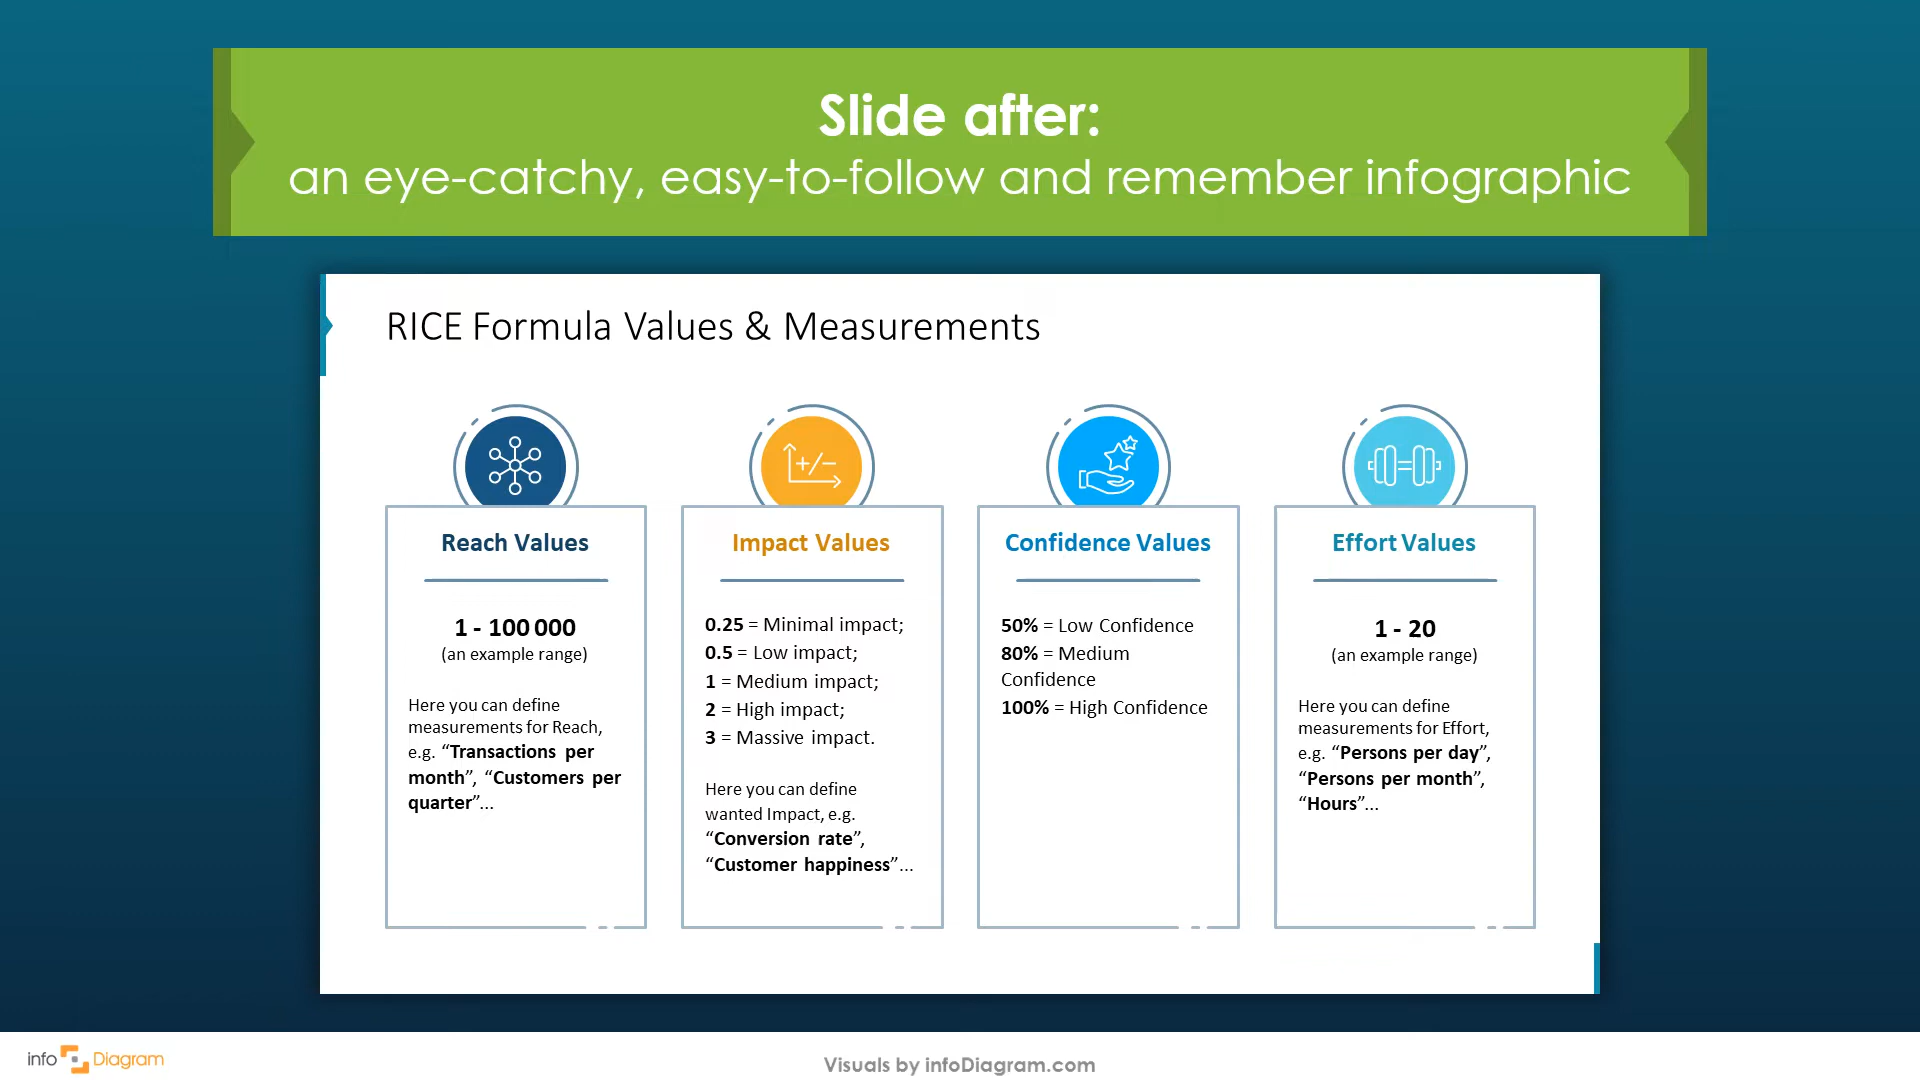 Slide after:
an eye-catchy, easy-to-follow and remember infographic
RICE Formula Values & Measurements
+/−
Reach Values
1 - 100 000
(an example range)
Here you can define
measurements for Reach,
e.g. “Transactions per
month”, “Customers per
quarter”...
Impact Values
0.25 = Minimal impact;
0.5 = Low impact;
1 = Medium impact;
2 = High impact;
3 = Massive impact.
Here you can define
wanted Impact, e.g.
“Conversion rate”,
“Customer happiness”...
Confidence Values
50% = Low Confidence
80% = Medium
Confidence
100% = High Confidence
Effort Values
1 - 20
(an example range)
Here you can define
measurements for Effort,
e.g. “Persons per day”,
“Persons per month”,
“Hours”...
info Diagram
Visuals by infoDiagram.com